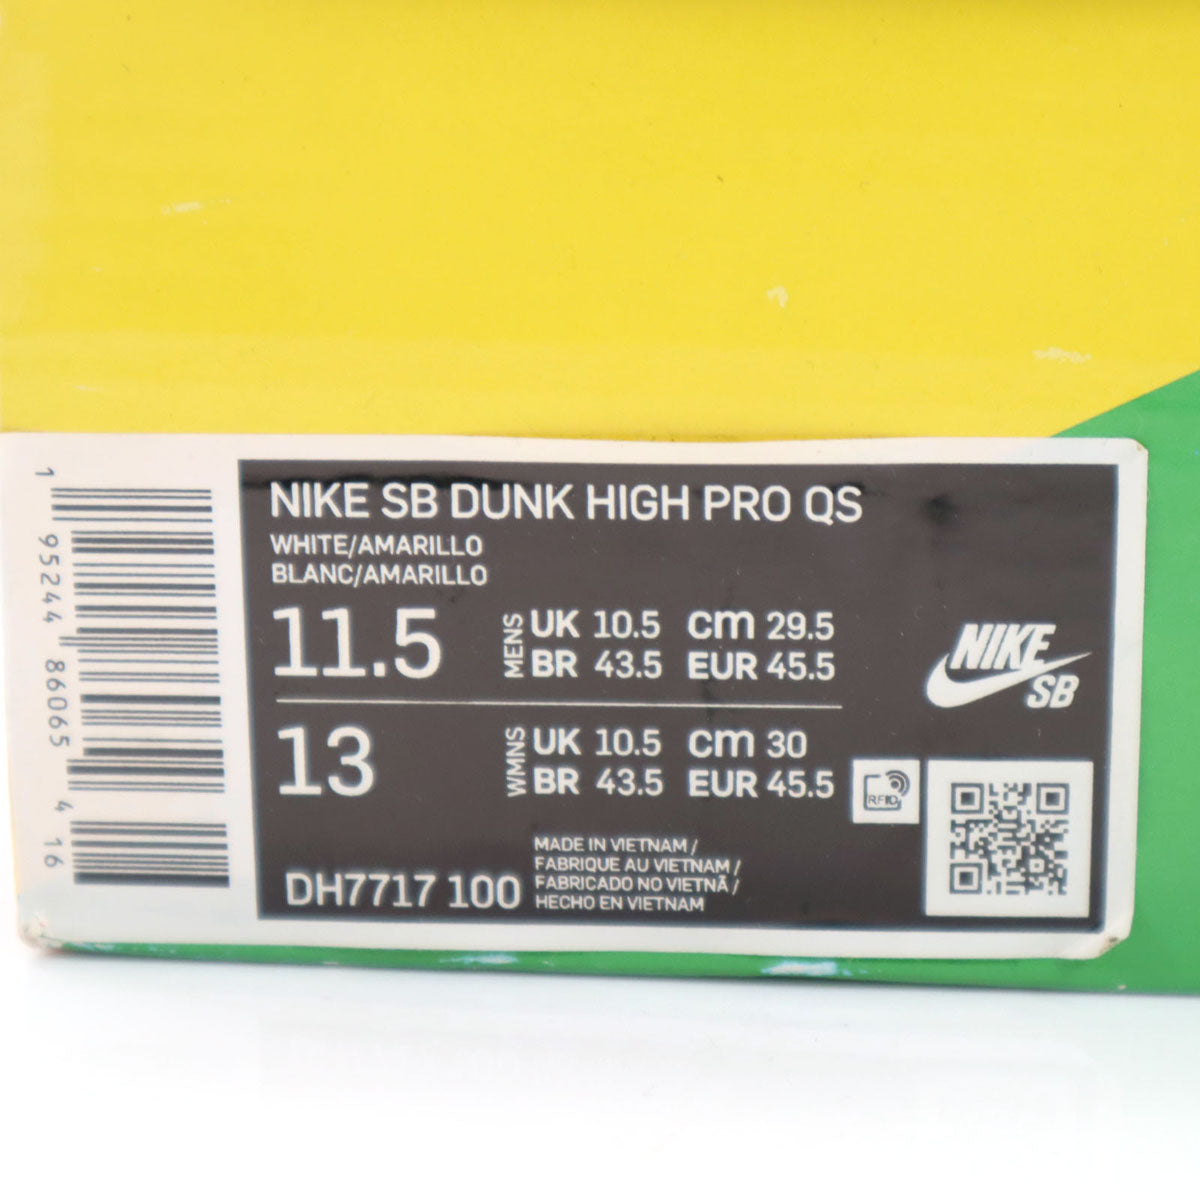 NIKE SB DUNK HIGH PRO QS
WHITE/AMARILLO
BLANC/AMARILLO
11.5 MENS UK 10.5 cm 29.5
BR 43.5 EUR 45.5
13 WMNS UK 10.5 cm 30
BR 43.5 EUR 45.5
DH7717 100
MADE IN VIETNAM /
FABRIQUE AU VIETNAM /
FABRICADO NO VIETNÃ /
HECHO EN VIETNAM
NIKE
SB
RFID
1 95244 86065 4 16